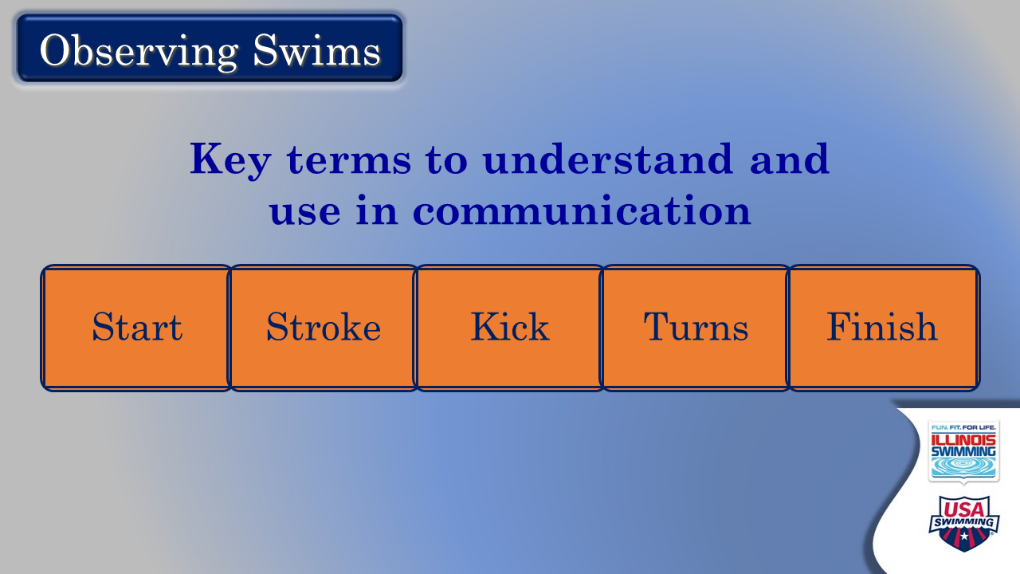 Observing Swims
Key terms to understand and
use in communication
Start
Stroke
Kick
Turns
Finish
FUN. FIT. FOR LIFE.
ILLINOIS
SWIMMING
USA
SWIMMING